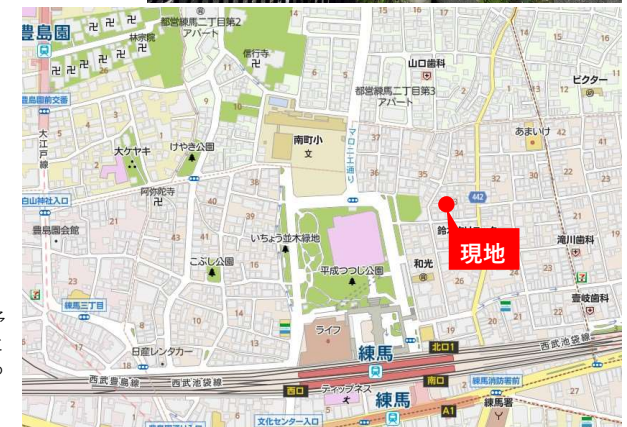 豊島園
都営練馬二丁目第2
アパート
林宗院
信行寺
山口歯科
ビクター
都営練馬二丁目第3
アパート
豊島園前交番
大江戸線
大ケヤキ
けやき公園
南町小
文
マロニエ通り
あまいけ
阿弥陀寺
白山神社入口
442
豊島園会館
いちょう並木緑地
現地
滝川歯科
こぶし公園
平成つつじ公園
和光
壹岐歯科
練馬三丁目
日産レンタカー
ライフ
練馬
北口1
西武池袋線
西武豊島線
西武池袋線
西口
ティップネス
南口
練馬消防署前
練馬
練馬署
文化センター入口
A1